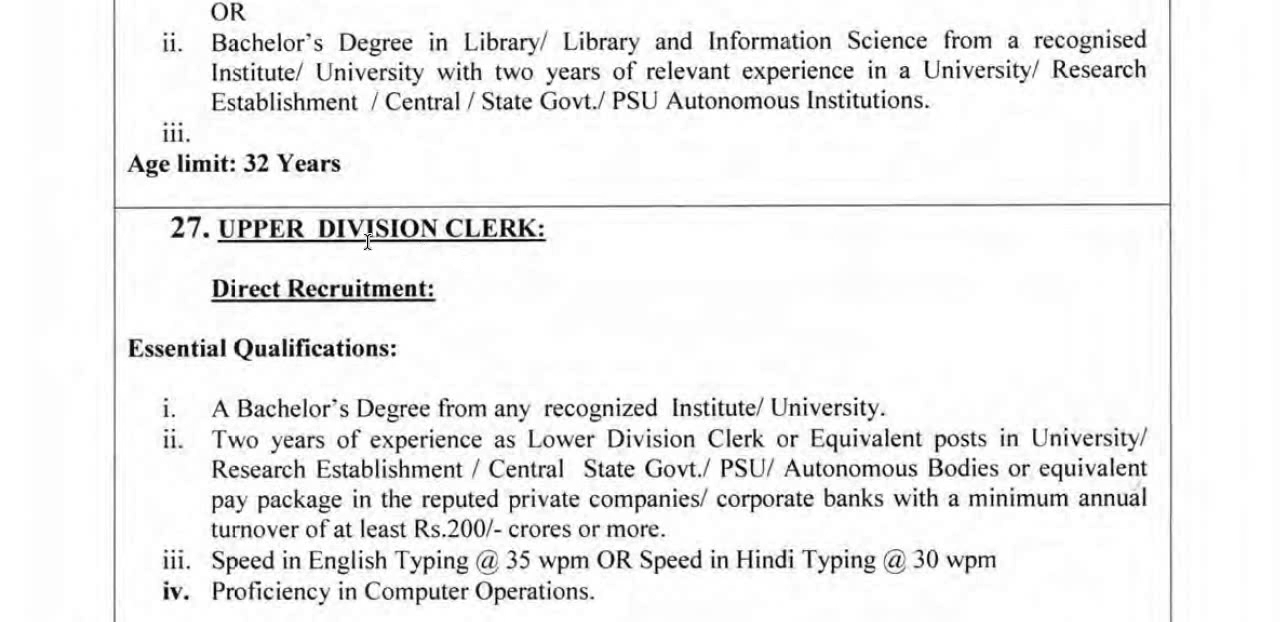 OR
ii. Bachelor's Degree in Library/ Library and Information Science from a recognised
Institute/ University with two years of relevant experience in a University/ Research
Establishment / Central / State Govt./ PSU Autonomous Institutions.
iii.
Age limit: 32 Years
27. UPPER DIVISION CLERK:
Direct Recruitment:
Essential Qualifications:
i. A Bachelor's Degree from any recognized Institute/ University.
ii. Two years of experience as Lower Division Clerk or Equivalent posts in University/
Research Establishment / Central State Govt./ PSU/ Autonomous Bodies or equivalent
pay package in the reputed private companies/ corporate banks with a minimum annual
turnover of at least Rs.200/- crores or more.
iii. Speed in English Typing @ 35 wpm OR Speed in Hindi Typing @ 30 wpm
iv. Proficiency in Computer Operations.